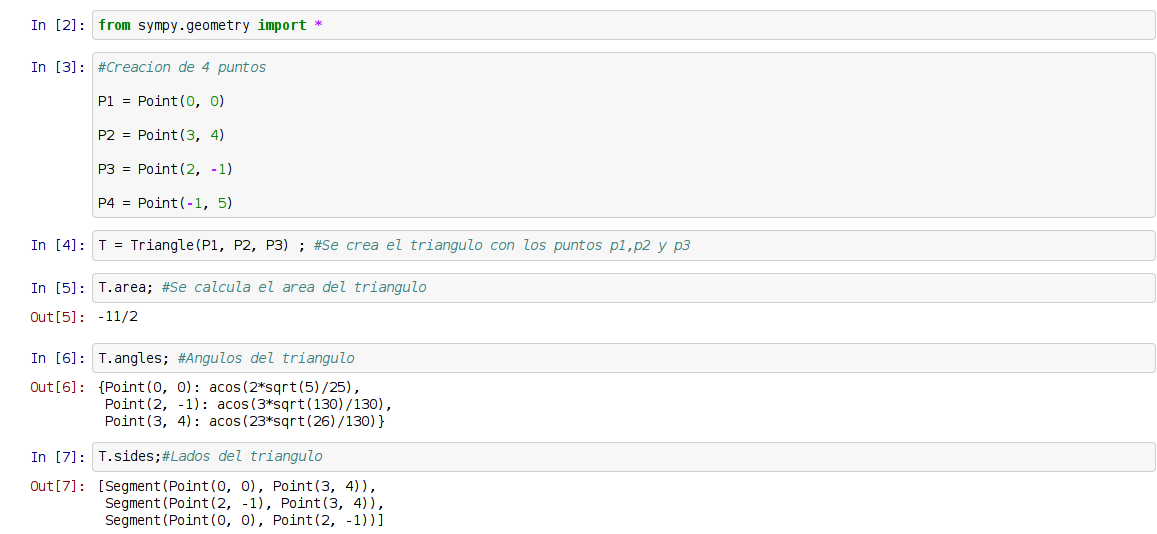 In [2]: from sympy.geometry import *
In [3]: #Creacion de 4 puntos
P1 = Point(0, 0)
P2 = Point(3, 4)
P3 = Point(2, -1)
P4 = Point(-1, 5)
In [4]: T = Triangle(P1, P2, P3) ; #Se crea el triangulo con los puntos p1,p2 y p3
In [5]: T.area; #Se calcula el area del triangulo
Out[5]: -11/2
In [6]: T.angles; #Angulos del triangulo
Out[6]: {Point(0, 0): acos(2*sqrt(5)/25),
Point(2, -1): acos(3*sqrt(130)/130),
Point(3, 4): acos(23*sqrt(26)/130)}
In [7]: T.sides;#Lados del triangulo
Out[7]: [Segment(Point(0, 0), Point(3, 4)),
Segment(Point(2, -1), Point(3, 4)),
Segment(Point(0, 0), Point(2, -1))]